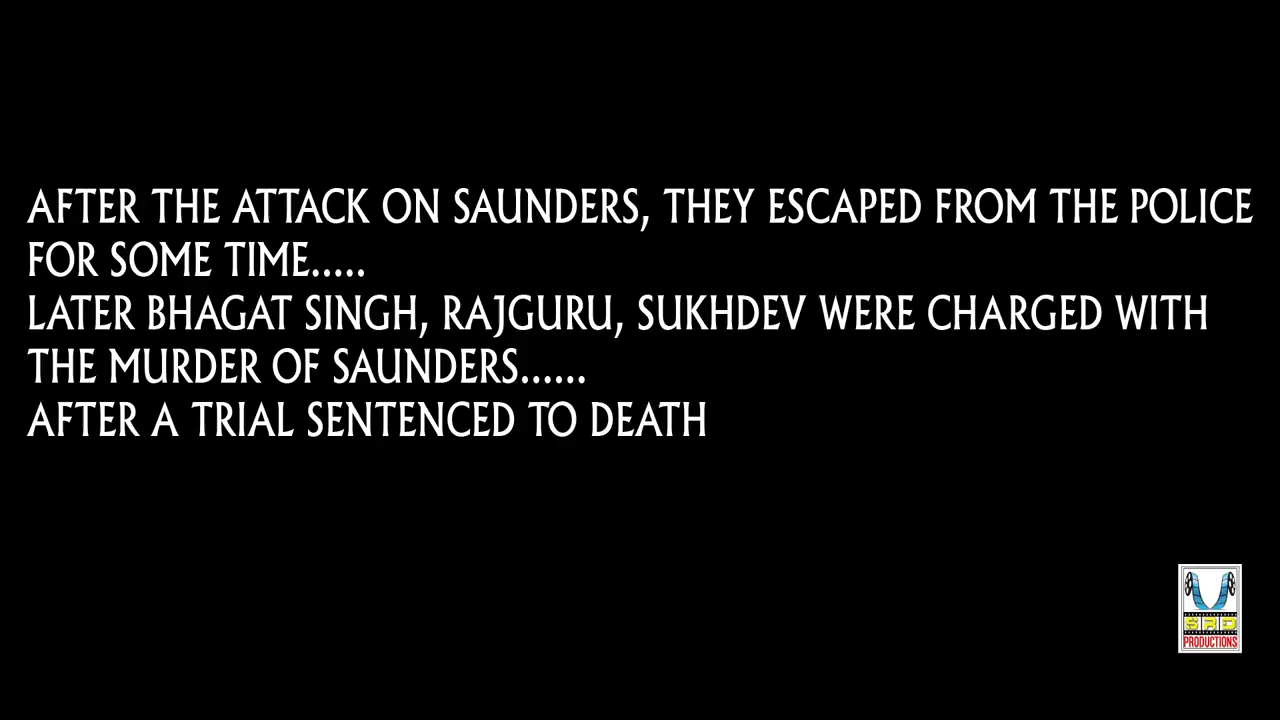 AFTER THE ATTACK ON SAUNDERS, THEY ESCAPED FROM THE POLICE
FOR SOME TIME.....
LATER BHAGAT SINGH, RAJGURU, SUKHDEV WERE CHARGED WITH
THE MURDER OF SAUNDERS......
AFTER A TRIAL SENTENCED TO DEATH
SRD
PRODUCTIONS